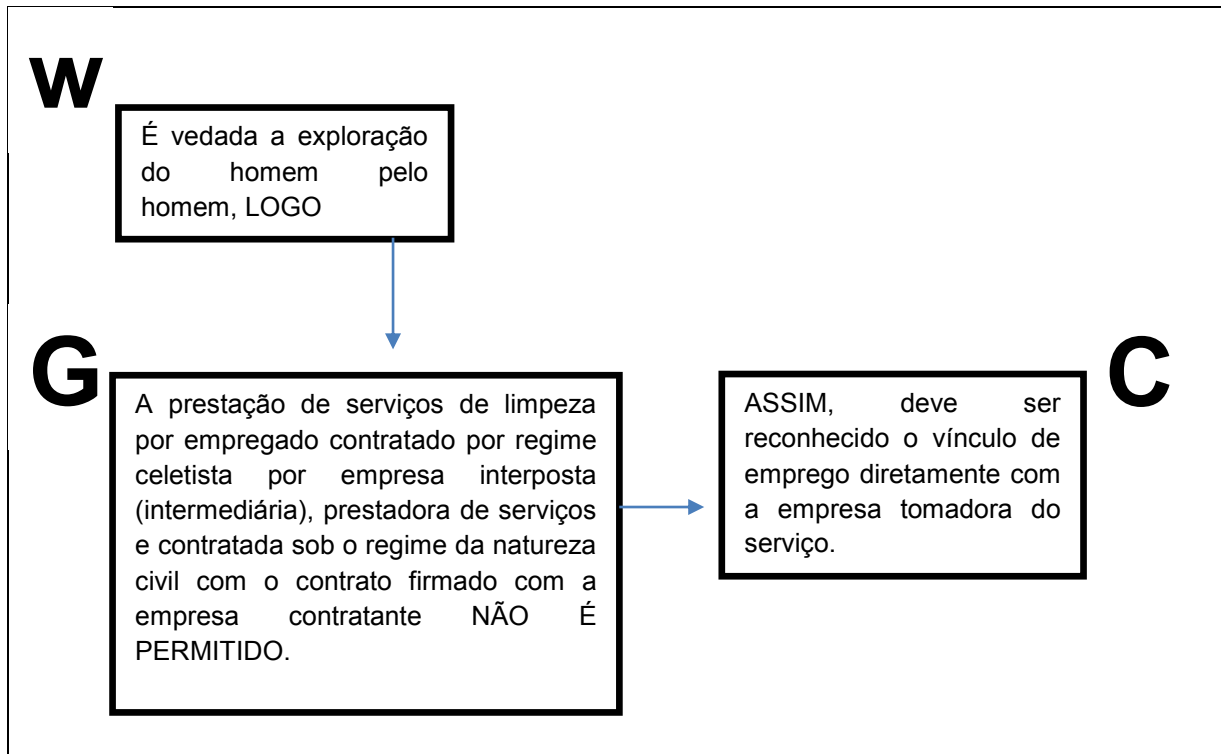 W
É vedada a exploração
do homem pelo
homem, LOGO
G
A prestação de serviços de limpeza
por empregado contratado por regime
celetista por empresa interposta
(intermediária), prestadora de serviços
e contratada sob o regime da natureza
civil com o contrato firmado com a
empresa contratante NÃO É
PERMITIDO.
C
ASSIM, deve ser
reconhecido o vínculo de
emprego diretamente com
a empresa tomadora do
serviço.